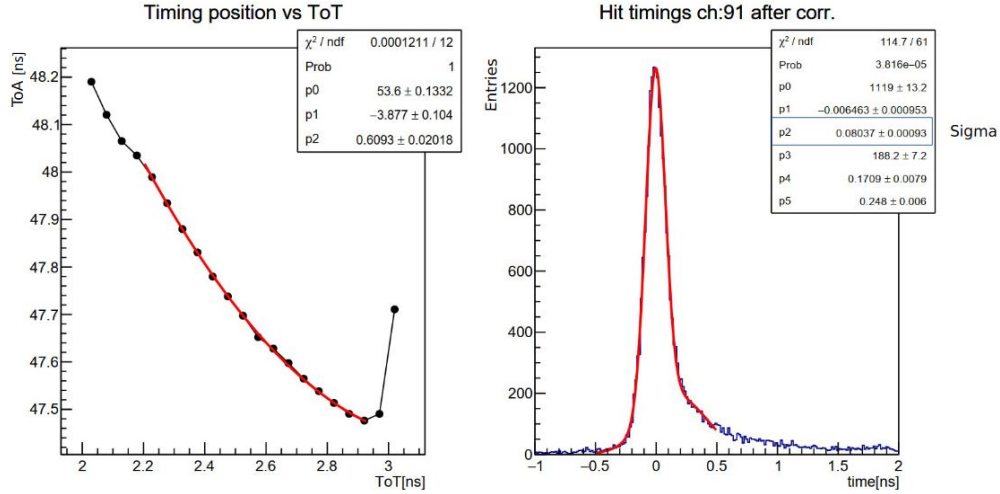 Timing position vs ToT
χ² / ndf 0.0001211 / 12
Prob 1
p0 53.6 ± 0.1332
p1 −3.877 ± 0.104
p2 0.6093 ± 0.02018
ToA [ns]
48.2
48.1
48
47.9
47.8
47.7
47.6
47.5
2 2.2 2.4 2.6 2.8 3
ToT[ns]
Hit timings ch:91 after corr.
χ² / ndf 114.7 / 61
Prob 3.816e−05
p0 1119 ± 13.2
p1 −0.006463 ± 0.000953
p2 0.08037 ± 0.00093
p3 188.2 ± 7.2
p4 0.1709 ± 0.0079
p5 0.248 ± 0.006
Sigma
Entries
1200
1000
800
600
400
200
0
−1 −0.5 0 0.5 1 1.5 2
time[ns]